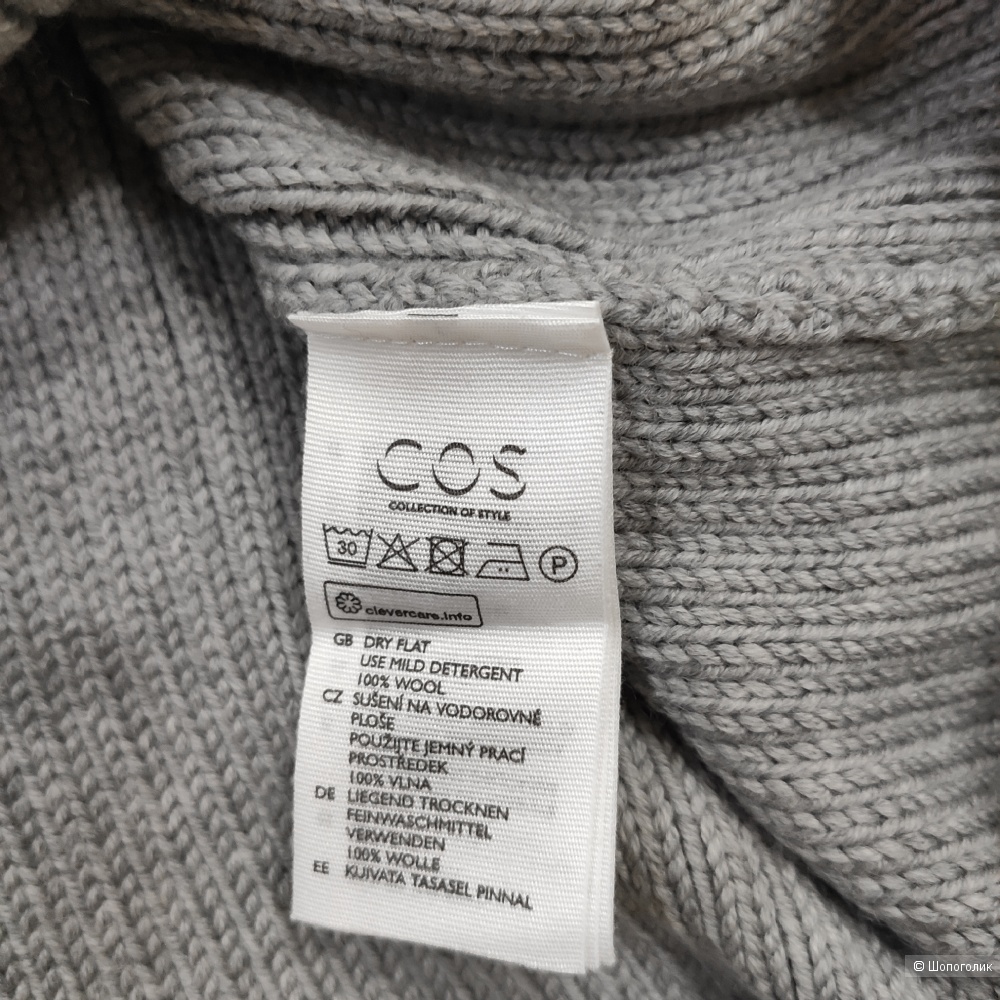 COS
COLLECTION OF STYLE
30 P
clevercare.info
GB DRY FLAT
USE MILD DETERGENT
100% WOOL
CZ SUŠENÍ NA VODOROVNÉ
PLOŠE
POUŽIJTE JEMNÝ PRACÍ
PROSTŘEDEK
100% VLNA
DE LIEGEND TROCKNEN
FEINWASCHMITTEL
VERWENDEN
100% WOLLE
EE KUIVATA TASASEL PINNAL
© Шопоголик